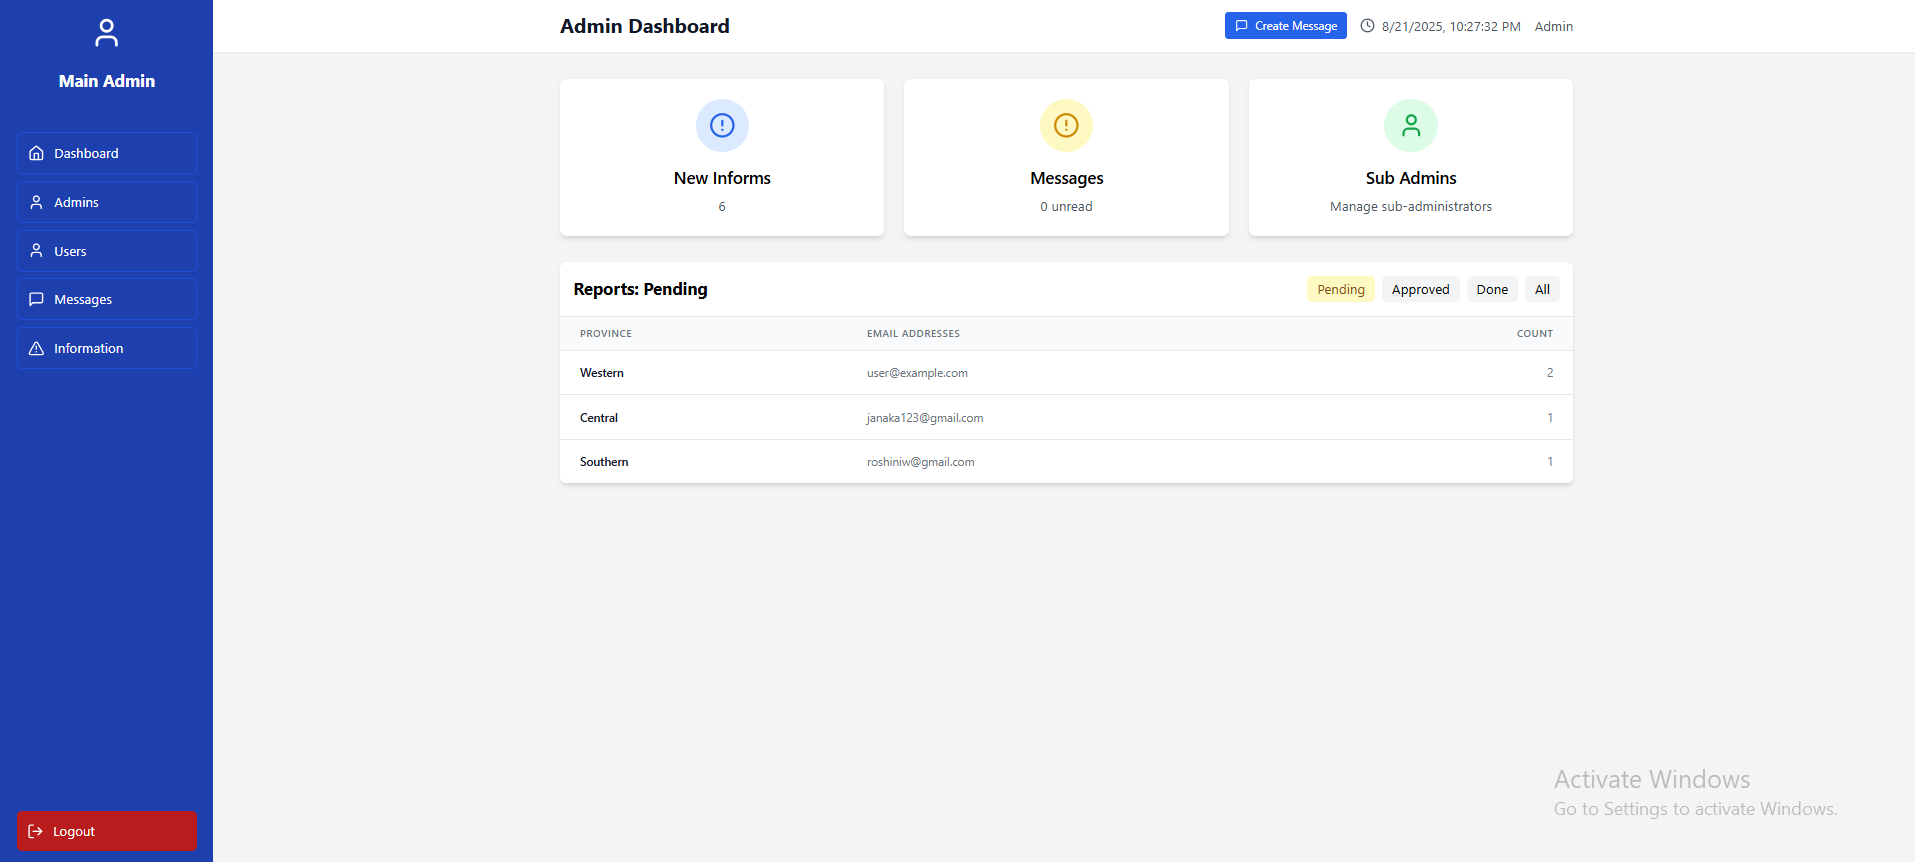 Main Admin
Dashboard
Admins
Users
Messages
Information
Logout
Admin Dashboard
Create Message
8/21/2025, 10:27:32 PM
Admin
New Informs
6
Messages
0 unread
Sub Admins
Manage sub-administrators
Reports: Pending
Pending
Approved
Done
All
PROVINCE EMAIL ADDRESSES COUNT
Western user@example.com 2
Central janaka123@gmail.com 1
Southern roshiniw@gmail.com 1
Activate Windows
Go to Settings to activate Windows.